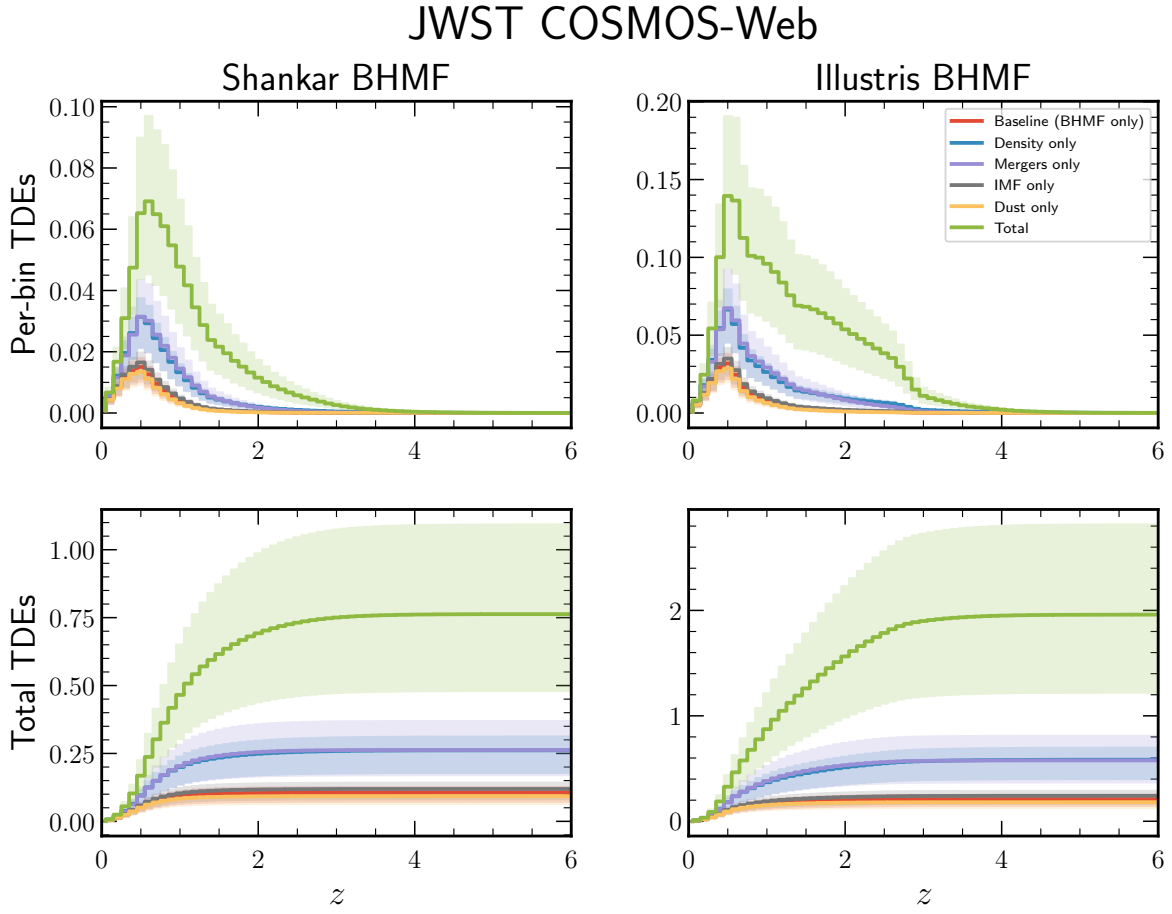 JWST COSMOS-Web
Shankar BHMF
Illustris BHMF
Per-bin TDEs
0.10
0.08
0.06
0.04
0.02
0.00
0 2 4 6
0.20
0.15
0.10
0.05
0.00
0 2 4 6
Baseline (BHMF only)
Density only
Mergers only
IMF only
Dust only
Total
Total TDEs
1.00
0.75
0.50
0.25
0.00
0 2 4 6
z
2
1
0
0 2 4 6
z